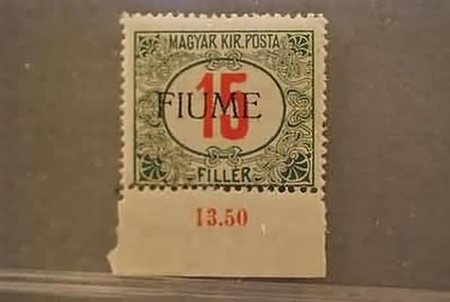 MAGYAR KIR. POSTA
15
FIUME
FILLÉR
13.50